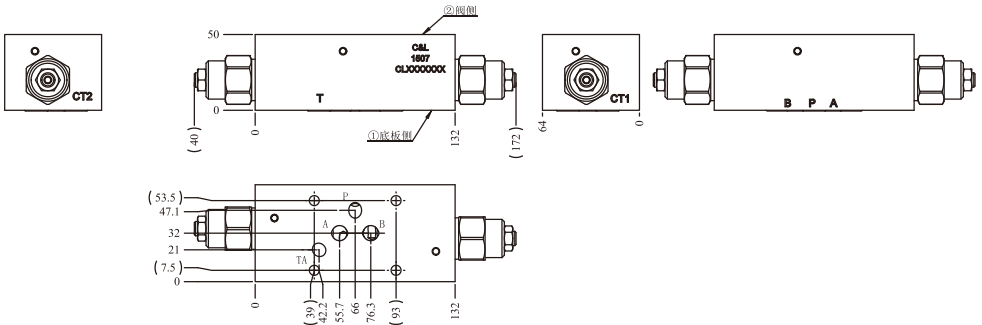 ②阀侧
50
C&L
1607
CLXXXXXXX
CT2
T
CT1
B P A
0
①底板侧
(40)
0
132
(172)
64
0
(53.5)
47.1
32
21
(7.5)
0
P
A
B
TA
0
(39)
42.2
55.7
66
76.3
(93)
132